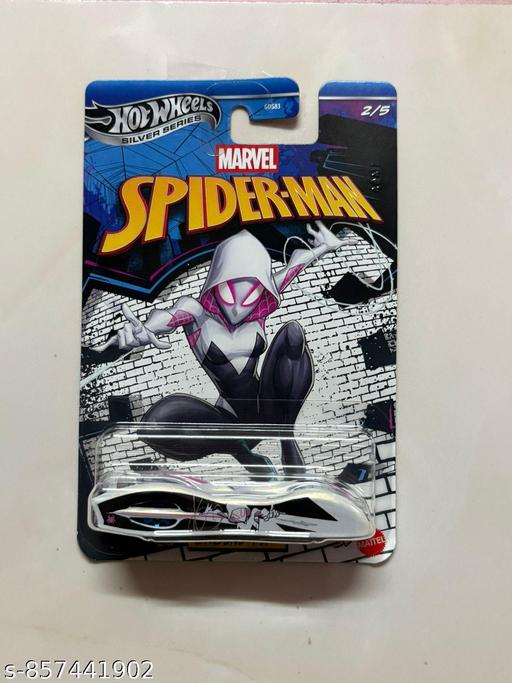 HOT WHEELS
SILVER SERIES
GDG83
2/5
MARVEL
SPIDER-MAN
MATTEL
s-857441902